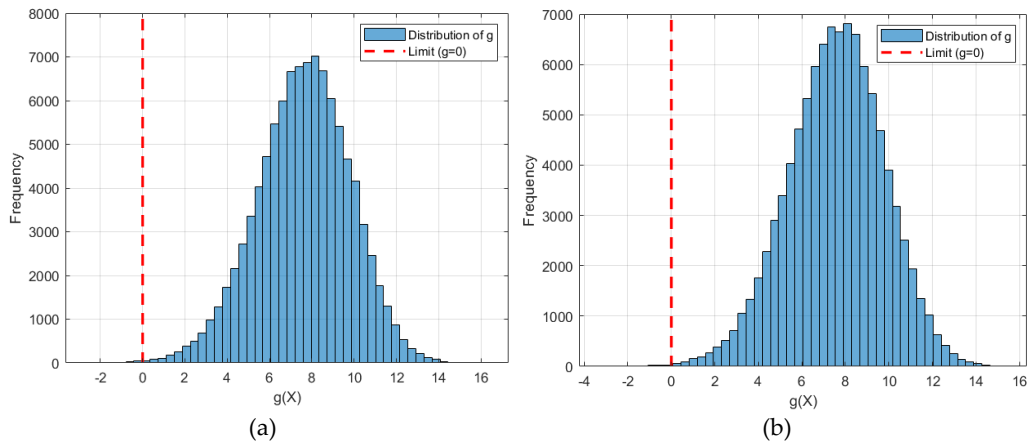 8000
7000
6000
5000
4000
3000
2000
1000
0
Frequency
-2 0 2 4 6 8 10 12 14 16
g(X)
Distribution of g
Limit (g=0)
(a)
7000
6000
5000
4000
3000
2000
1000
0
Frequency
-4 -2 0 2 4 6 8 10 12 14 16
g(X)
Distribution of g
Limit (g=0)
(b)